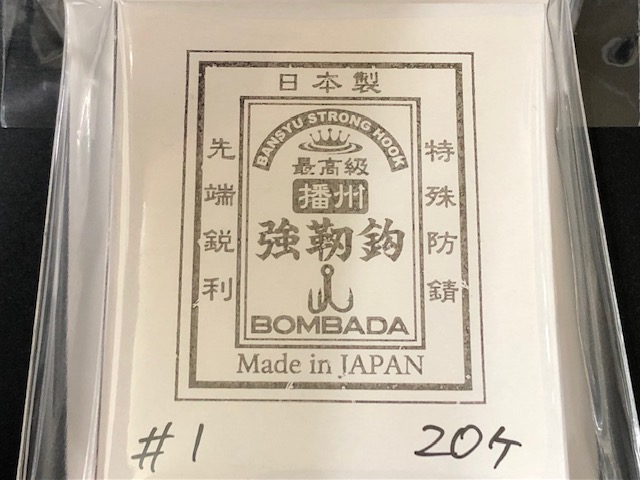 日本製
BANSYU STRONG HOOK
最高級
播州
強靭鈎
BOMBADA
先端鋭利
特殊防錆
Made in JAPAN
#1
20ケ